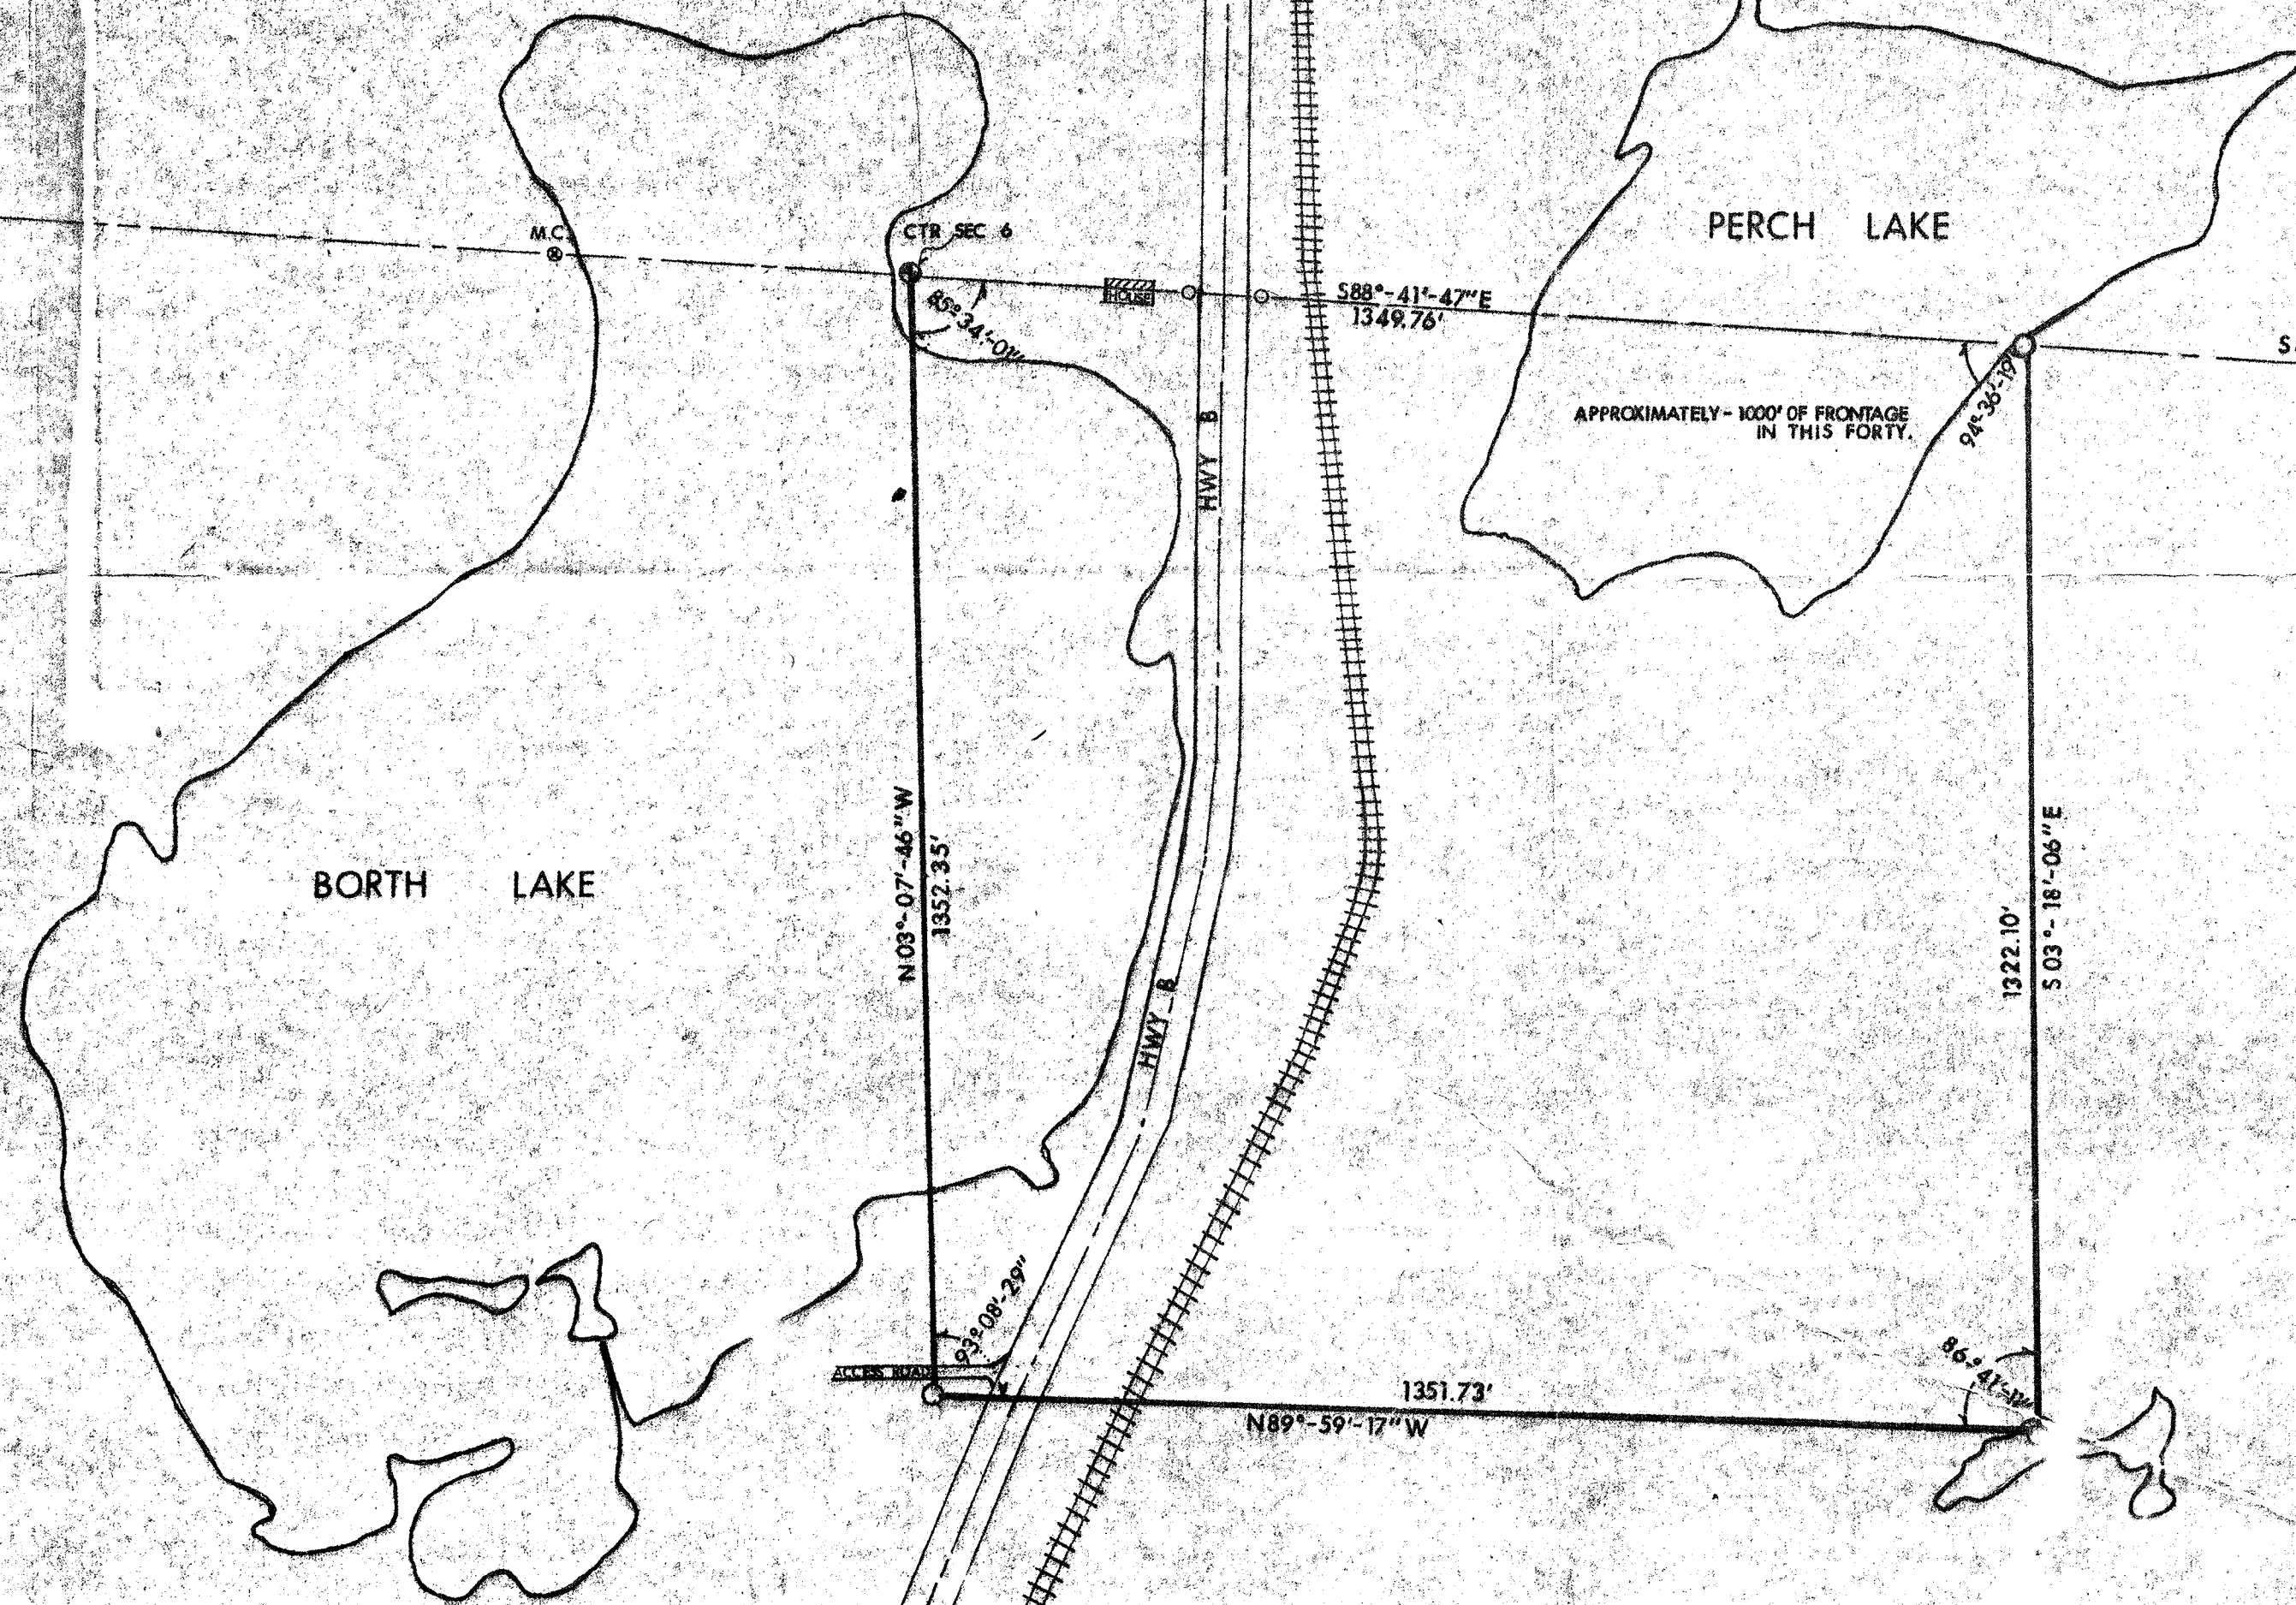 PERCH LAKE
M.C.
CTR SEC 6
HOUSE
S88°-41'-47"E
1349.76'
85°-34'-01"
S
94°-36'-19"
APPROXIMATELY - 1000' OF FRONTAGE
IN THIS FORTY.
HWY B
BORTH LAKE
N 03°-07'-46" W
1352.35'
1322.10'
S 03°-18'-06" E
HWY B
93°-08'-29"
ACCESS ROAD
86°-41'-11"
1351.73'
N89°-59'-17" W